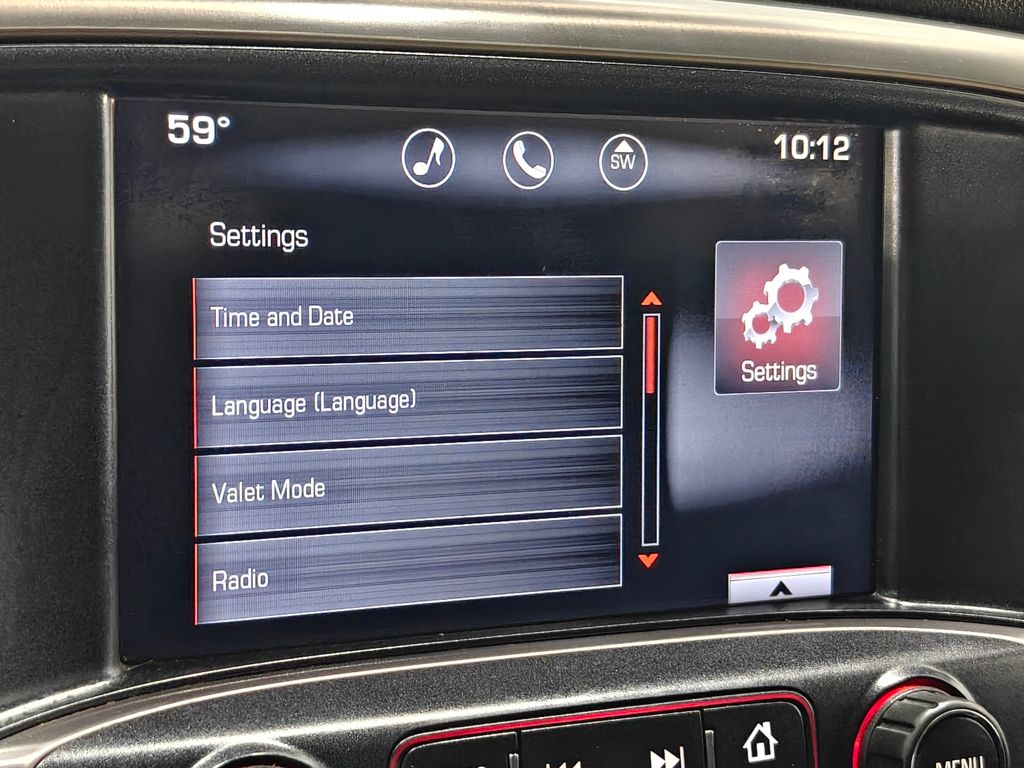 59°
SW
10:12
Settings
Time and Date
Language (Language)
Valet Mode
Radio
Settings
MENU